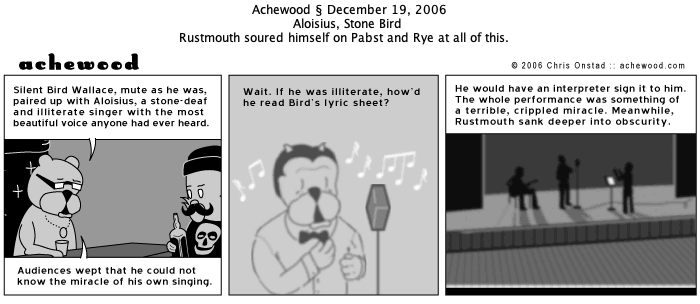 Achewood § December 19, 2006
Aloisius, Stone Bird
Rustmouth soured himself on Pabst and Rye at all of this.
achewood
© 2006 Chris Onstad :: achewood.com
Silent Bird Wallace, mute as he was,
paired up with Aloisius, a stone-deaf
and illiterate singer with the most
beautiful voice anyone had ever heard.
Audiences wept that he could not
know the miracle of his own singing.
Wait. If he was illiterate, how'd
he read Bird's lyric sheet?
He would have an interpreter sign it to him.
The whole performance was something of
a terrible, crippled miracle. Meanwhile,
Rustmouth sank deeper into obscurity.